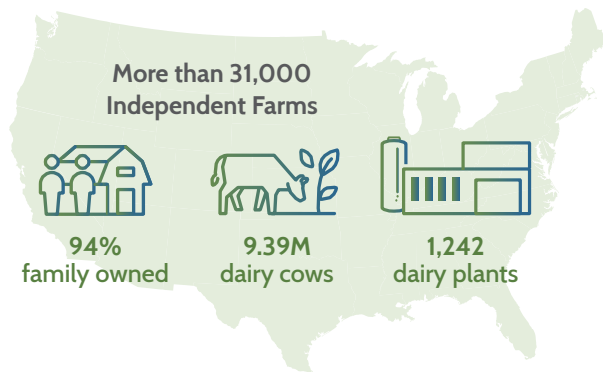 More than 31,000
Independent Farms
94%
family owned
9.39M
dairy cows
1,242
dairy plants